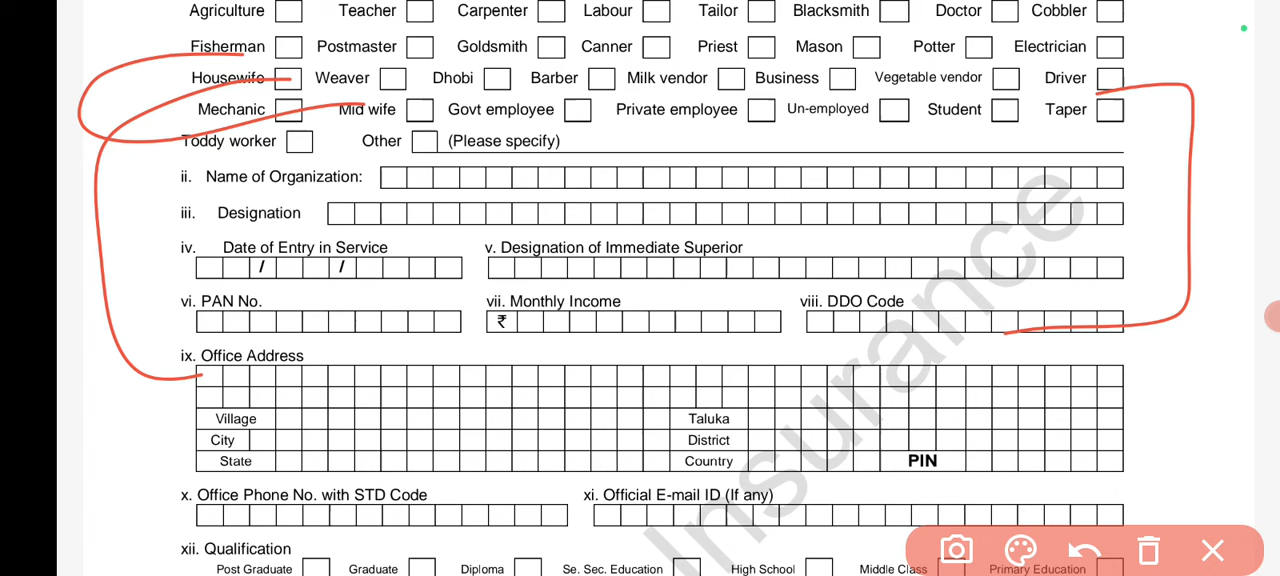 Agriculture Teacher Carpenter Labour Tailor Blacksmith Doctor Cobbler
Fisherman Postmaster Goldsmith Canner Priest Mason Potter Electrician
Housewife Weaver Dhobi Barber Milk vendor Business Vegetable vendor Driver
Mechanic Mid wife Govt employee Private employee Un-employed Student Taper
Toddy worker Other (Please specify)
ii. Name of Organization:
iii. Designation
iv. Date of Entry in Service v. Designation of Immediate Superior
/ /
vi. PAN No. vii. Monthly Income viii. DDO Code
₹
ix. Office Address
Village Taluka
City District
State Country PIN
x. Office Phone No. with STD Code xi. Official E-mail ID (If any)
xii. Qualification
Post Graduate Graduate Diploma Se. Sec. Education High School Middle Class Primary Education
Insurance